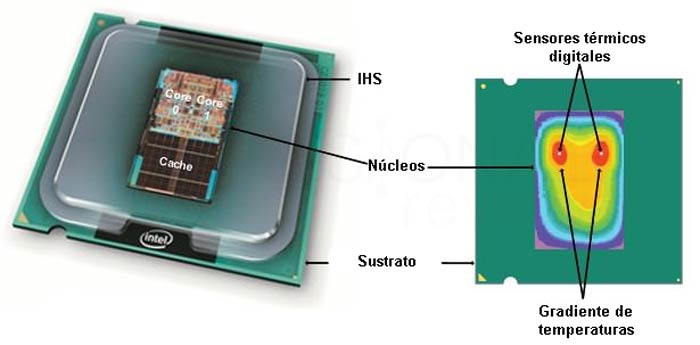 Sensores térmicos
digitales
IHS
Core Core
0 1
Cache
Núcleos
intel
Sustrato
Gradiente de
temperaturas